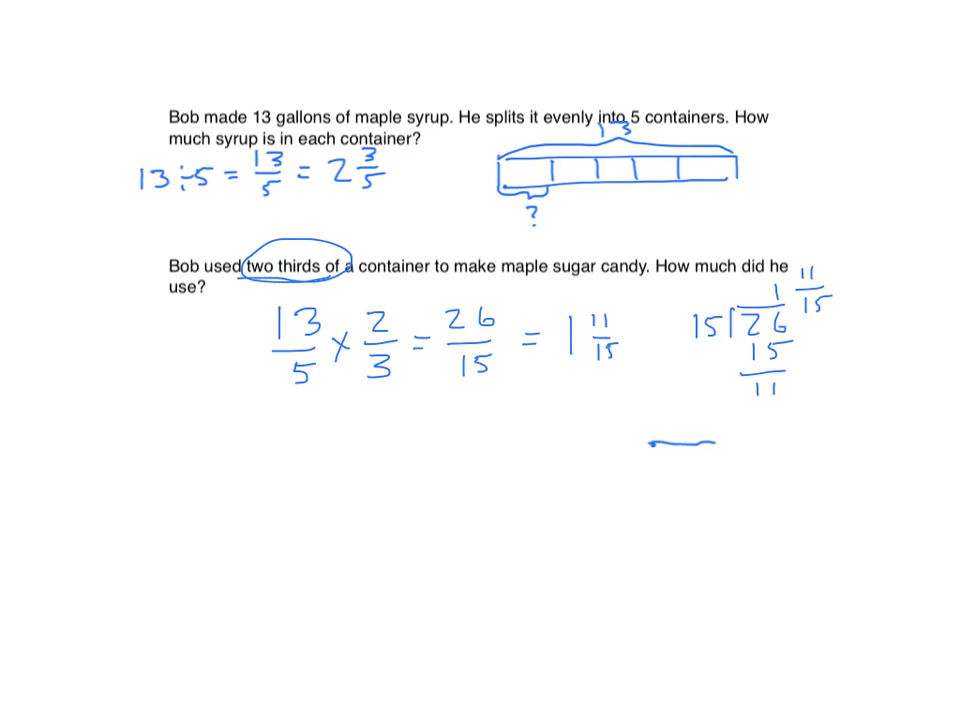 Bob made 13 gallons of maple syrup. He splits it evenly into 5 containers. How
much syrup is in each container?
13
13 ÷ 5 = 13/5 = 2 3/5
?
Bob used two thirds of a container to make maple sugar candy. How much did he
use?
13/5 × 2/3 = 26/15 = 1 11/15
1 11/15
15)26
15
11